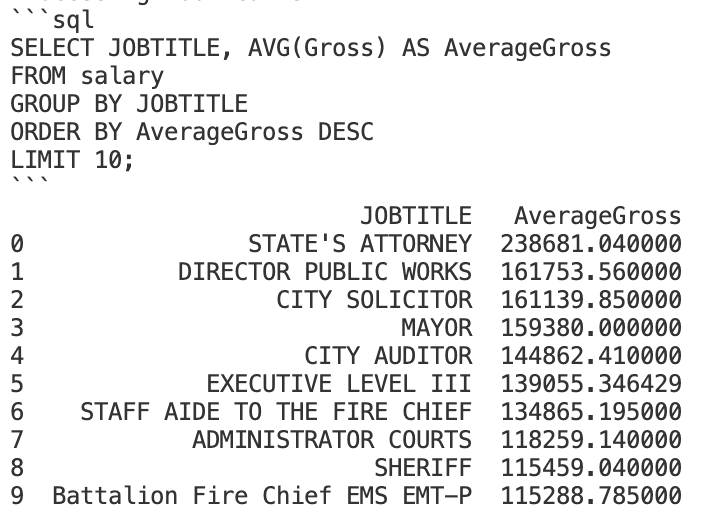 ```sql
SELECT JOBTITLE, AVG(Gross) AS AverageGross
FROM salary
GROUP BY JOBTITLE
ORDER BY AverageGross DESC
LIMIT 10;
```
JOBTITLE AverageGross
0 STATE'S ATTORNEY 238681.040000
1 DIRECTOR PUBLIC WORKS 161753.560000
2 CITY SOLICITOR 161139.850000
3 MAYOR 159380.000000
4 CITY AUDITOR 144862.410000
5 EXECUTIVE LEVEL III 139055.346429
6 STAFF AIDE TO THE FIRE CHIEF 134865.195000
7 ADMINISTRATOR COURTS 118259.140000
8 SHERIFF 115459.040000
9 Battalion Fire Chief EMS EMT-P 115288.785000